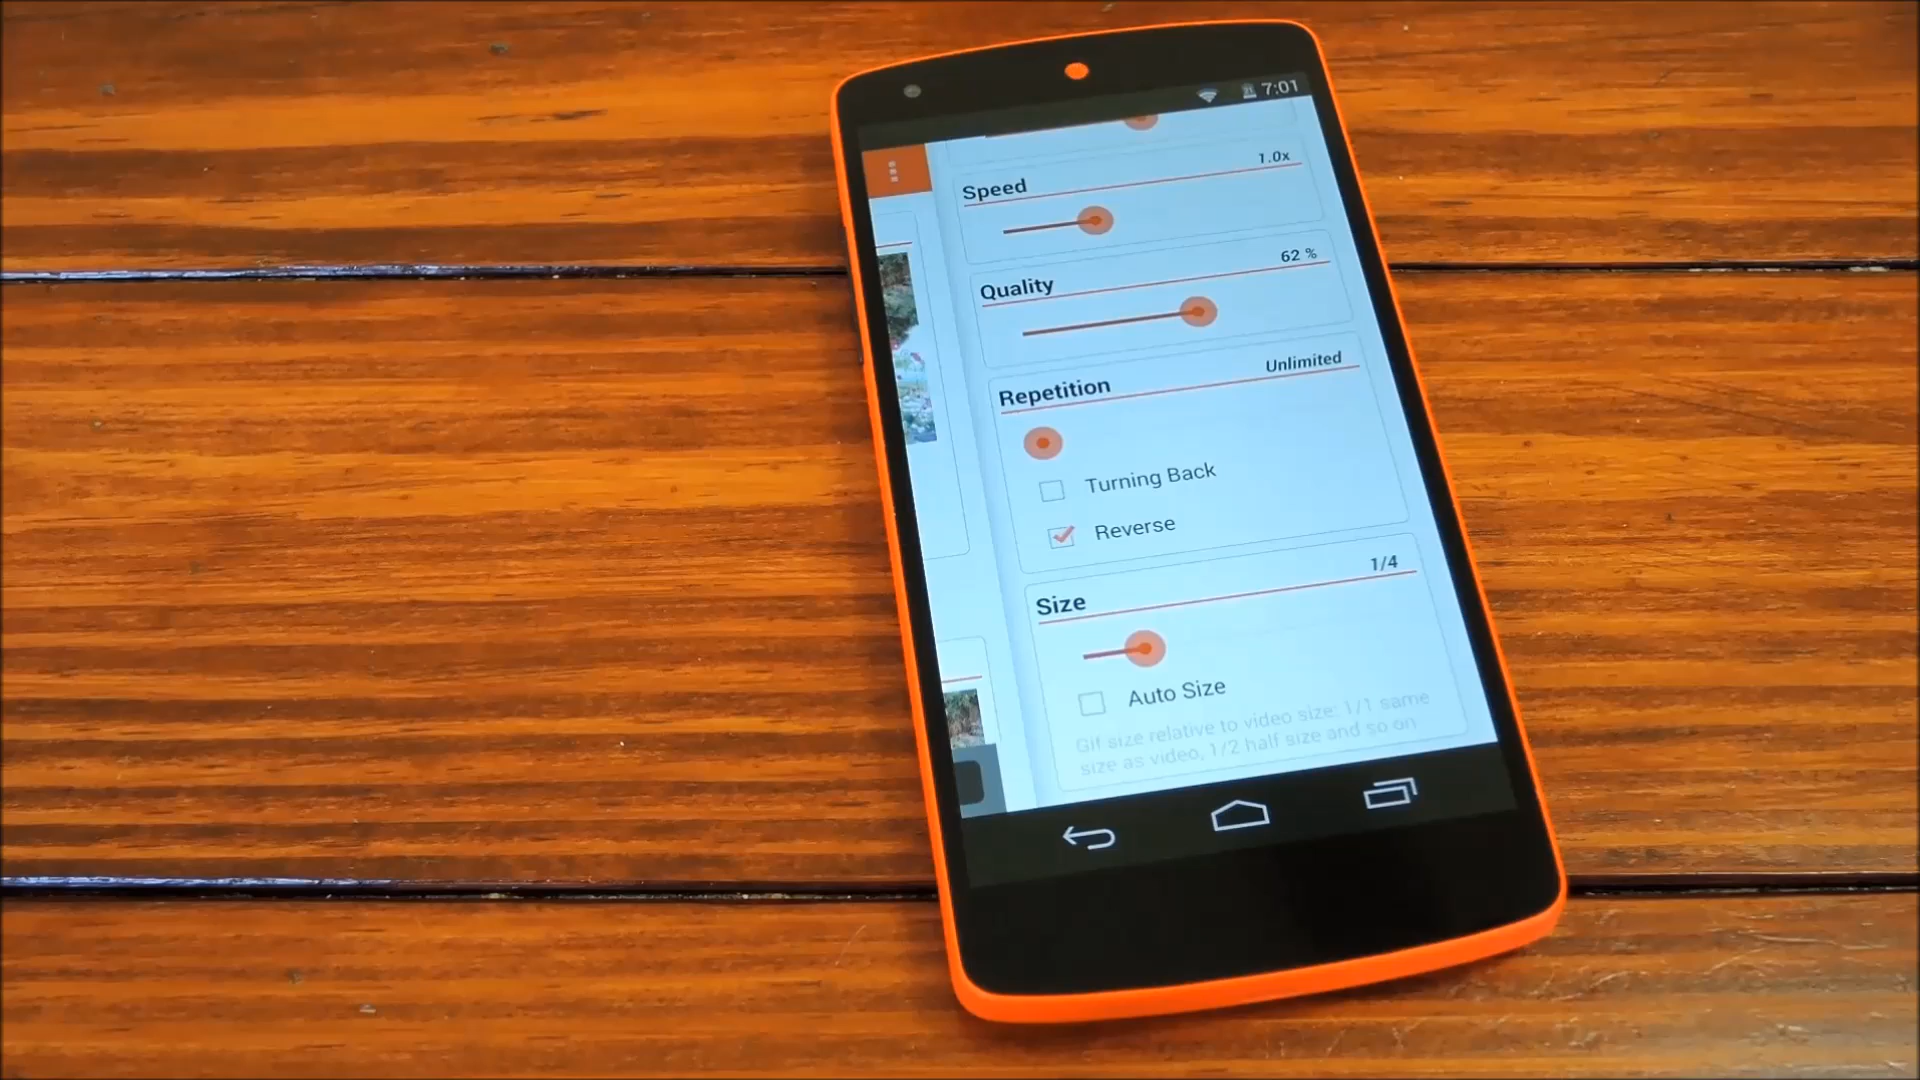 7:01
1.0x
Speed
62 %
Quality
Unlimited
Repetition
Turning Back
Reverse
1/4
Size
Auto Size
Gif size relative to video size: 1/1 same
size as video, 1/2 half size and so on